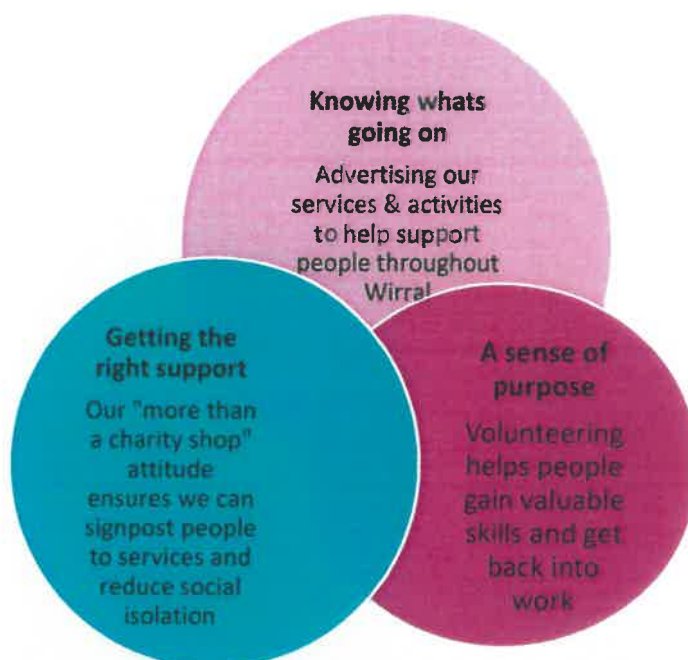 Knowing whats
going on
Advertising our
services & activities
to help support
people throughout
Wirral
Getting the
right support
Our "more than
a charity shop"
attitude
ensures we can
signpost people
to services and
reduce social
isolation
A sense of
purpose
Volunteering
helps people
gain valuable
skills and get
back into
work